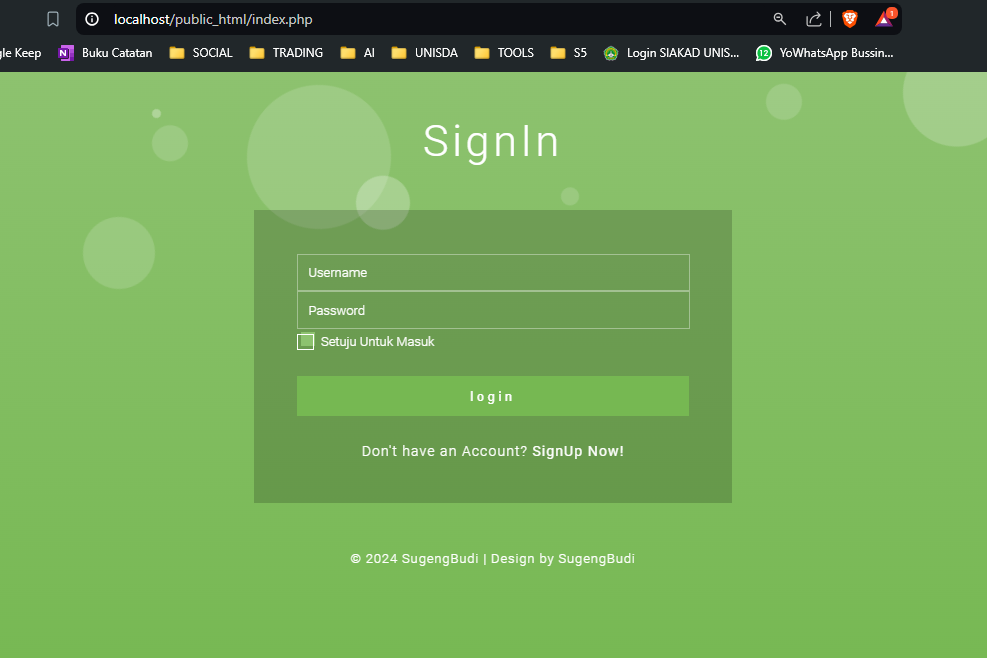 localhost/public_html/index.php
1
gle Keep
N
Buku Catatan
SOCIAL
TRADING
AI
UNISDA
TOOLS
S5
Login SIAKAD UNIS...
12
YoWhatsApp Bussin...
SignIn
Username
Password
Setuju Untuk Masuk
login
Don't have an Account? SignUp Now!
© 2024 SugengBudi | Design by SugengBudi